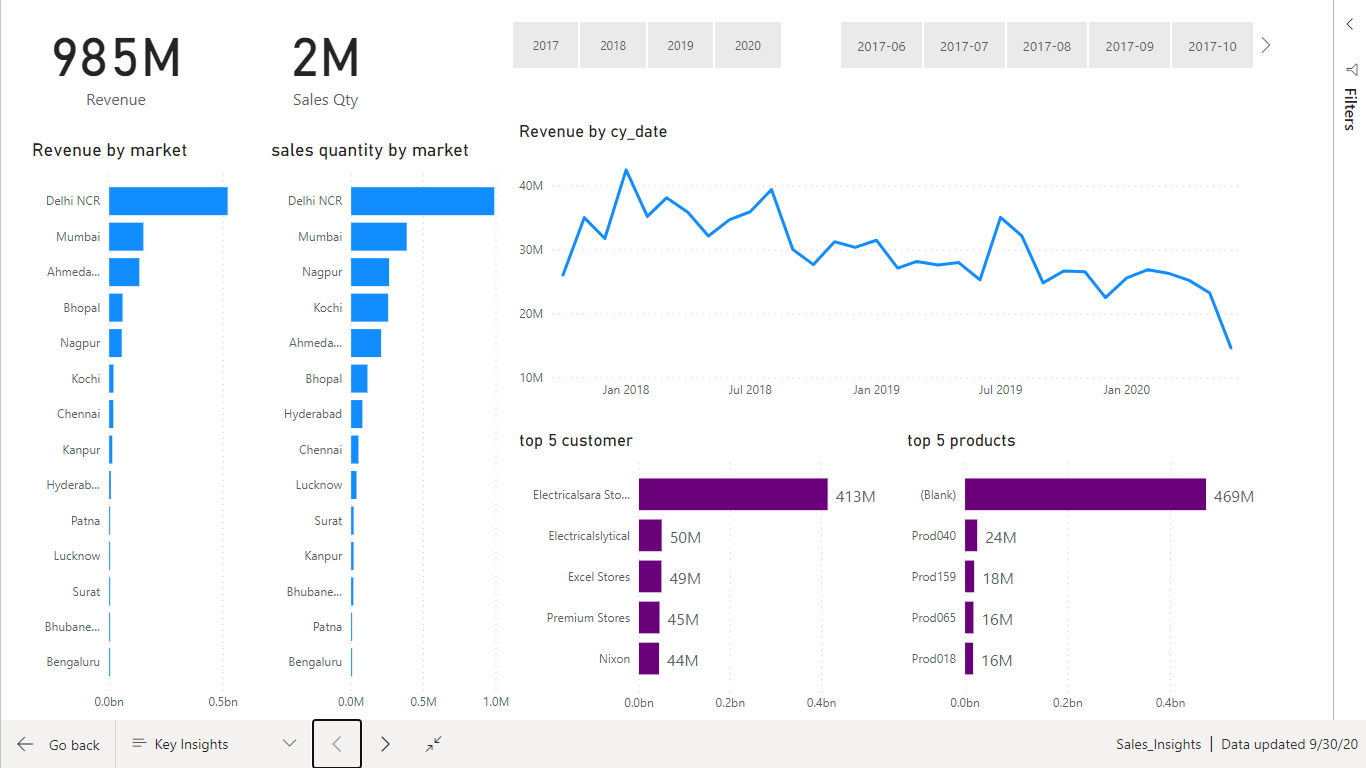 985M
Revenue
2M
Sales Qty
2017
2018
2019
2020
2017-06
2017-07
2017-08
2017-09
2017-10
Filters
Revenue by market
Delhi NCR
Mumbai
Ahmeda...
Bhopal
Nagpur
Kochi
Chennai
Kanpur
Hyderab...
Patna
Lucknow
Surat
Bhubane...
Bengaluru
0.0bn
0.5bn
sales quantity by market
Delhi NCR
Mumbai
Nagpur
Kochi
Ahmeda...
Bhopal
Hyderabad
Chennai
Lucknow
Surat
Kanpur
Bhubane...
Patna
Bengaluru
0.0M
0.5M
1.0M
Revenue by cy_date
40M
30M
20M
10M
Jan 2018
Jul 2018
Jan 2019
Jul 2019
Jan 2020
top 5 customer
Electricalsara Sto... 413M
Electricalslytical 50M
Excel Stores 49M
Premium Stores 45M
Nixon 44M
0.0bn
0.2bn
0.4bn
top 5 products
(Blank) 469M
Prod040 24M
Prod159 18M
Prod065 16M
Prod018 16M
0.0bn
0.2bn
0.4bn
Go back
Key Insights
Sales_Insights | Data updated 9/30/20